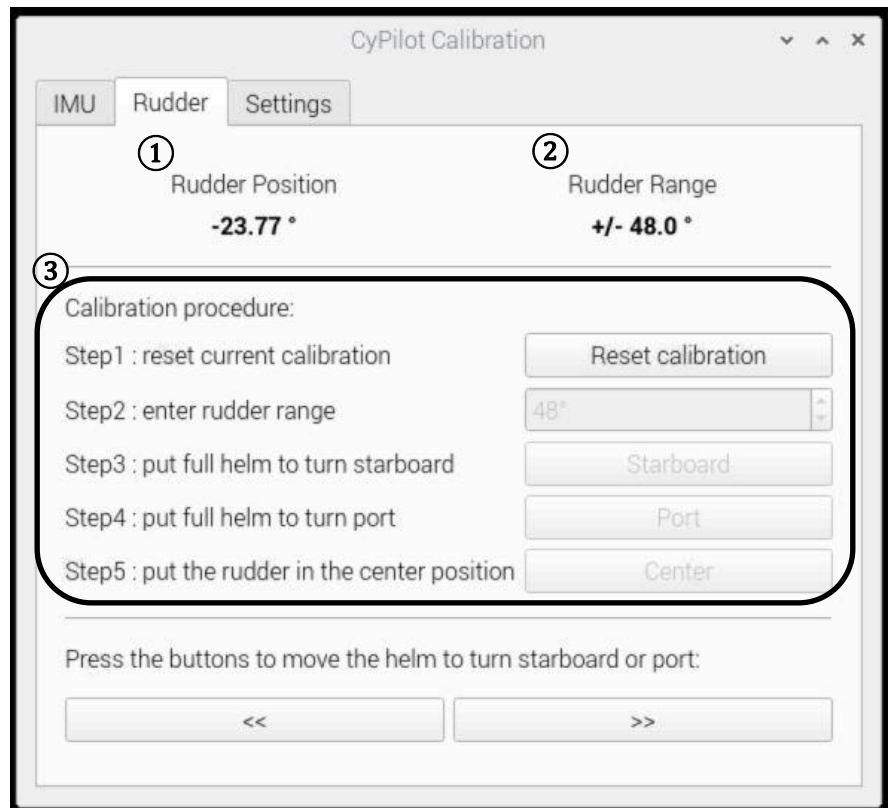 CyPilot Calibration
IMU Rudder Settings
① ②
Rudder Position Rudder Range
-23.77 ° +/- 48.0 °
③
Calibration procedure:
Step1 : reset current calibration Reset calibration
Step2 : enter rudder range 48°
Step3 : put full helm to turn starboard Starboard
Step4 : put full helm to turn port Port
Step5 : put the rudder in the center position Center
Press the buttons to move the helm to turn starboard or port:
<< >>